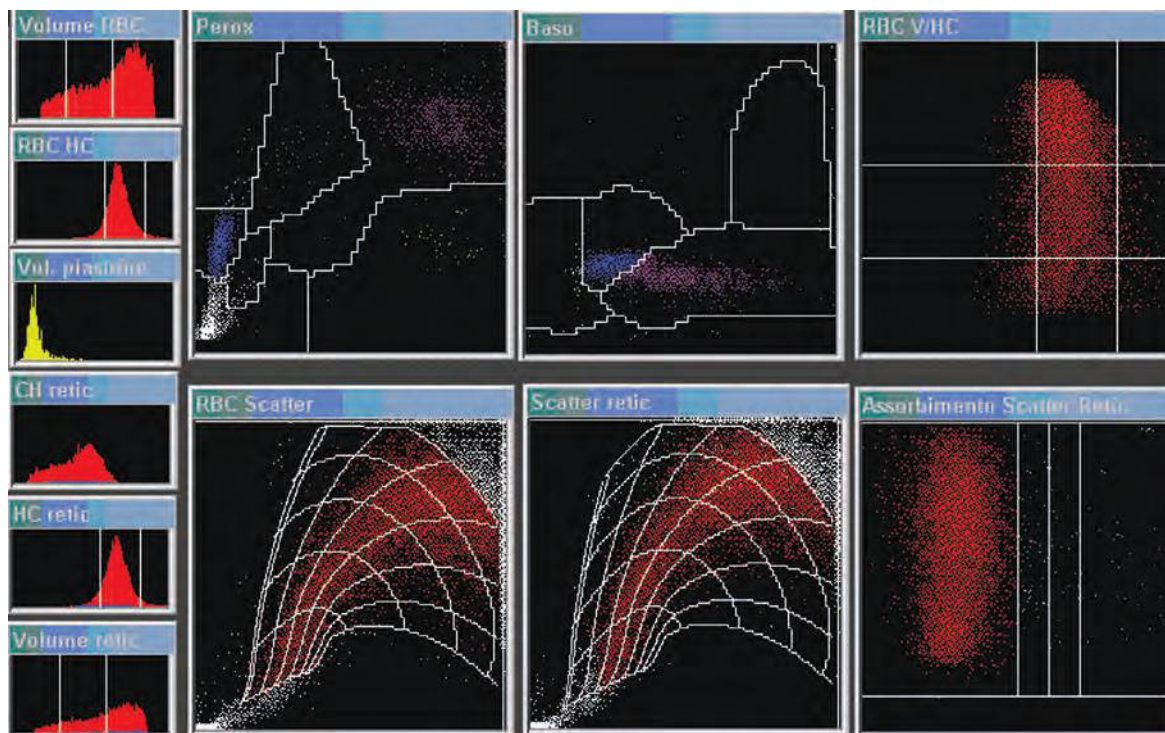 Volume RBC
Perox
Baso
RBC V/HC
RBC HC
Vol. piastrine
CH retic
RBC Scatter
Scatter retic
Assorbimento Scatter Retic.
HC retic
Volume retic